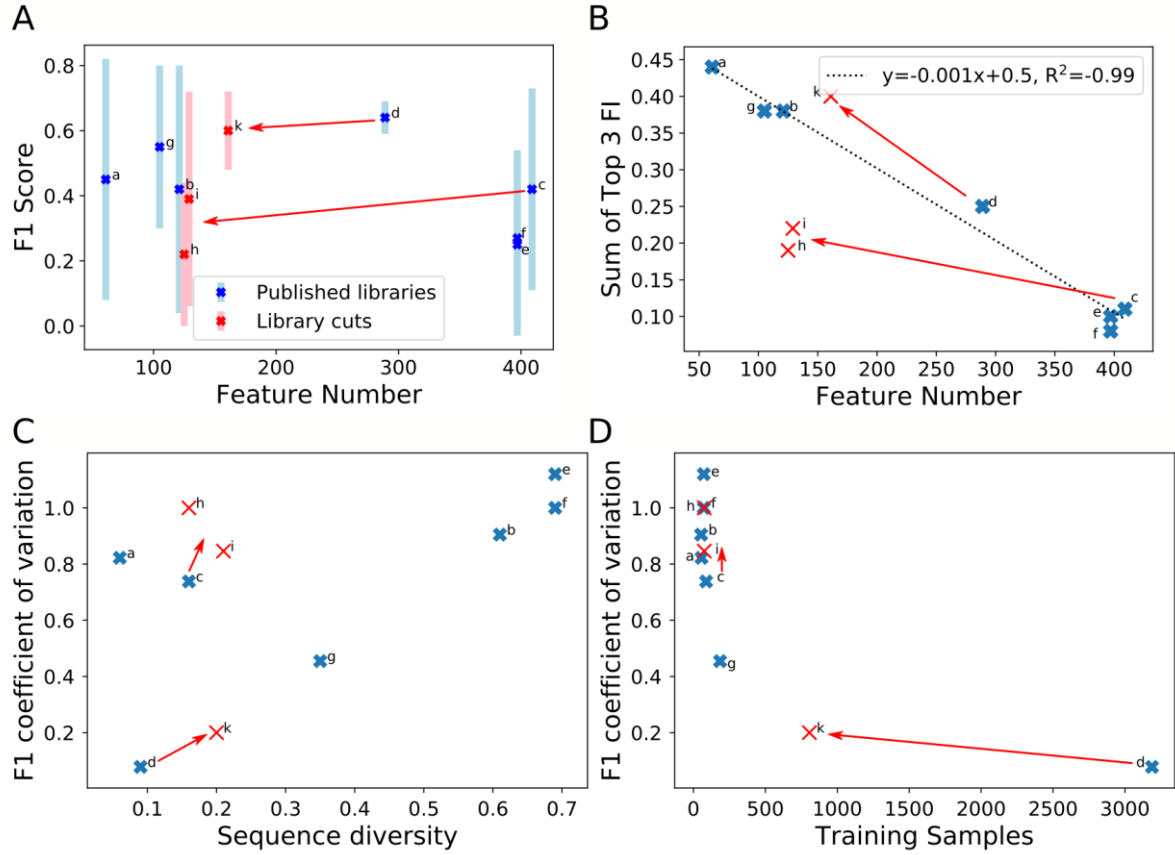 A
F1 Score
0.8
0.6
0.4
0.2
0.0
a
g
b
i
h
k
d
c
f
e
Published libraries
Library cuts
100
200
300
400
Feature Number
B
Sum of Top 3 FI
0.45
0.40
0.35
0.30
0.25
0.20
0.15
0.10
y=-0.001x+0.5, R²=-0.99
a
g
b
k
d
i
h
c
e
f
50
100
150
200
250
300
350
400
Feature Number
C
F1 coefficient of variation
1.0
0.8
0.6
0.4
0.2
e
f
h
b
i
a
c
g
k
d
0.1
0.2
0.3
0.4
0.5
0.6
0.7
Sequence diversity
D
F1 coefficient of variation
1.0
0.8
0.6
0.4
0.2
e
h
f
b
i
a
c
g
k
d
0
500
1000
1500
2000
2500
3000
Training Samples